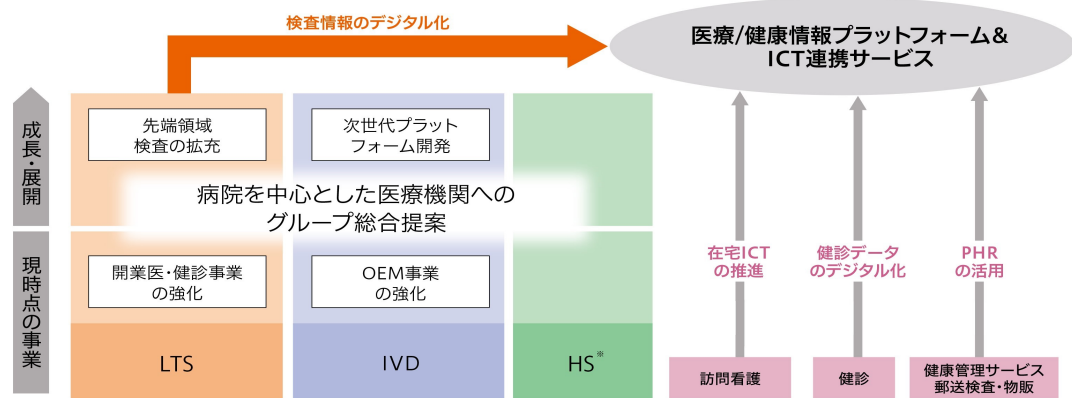 検査情報のデジタル化
医療/健康情報プラットフォーム&
ICT連携サービス
成長・展開
先端領域
検査の拡充
次世代プラット
フォーム開発
病院を中心とした医療機関への
グループ総合提案
現時点の事業
開業医・健診事業
の強化
OEM事業
の強化
在宅ICT
の推進
健診データ
のデジタル化
PHR
の活用
LTS
IVD
HS※
訪問看護
健診
健康管理サービス
郵送検査・物販